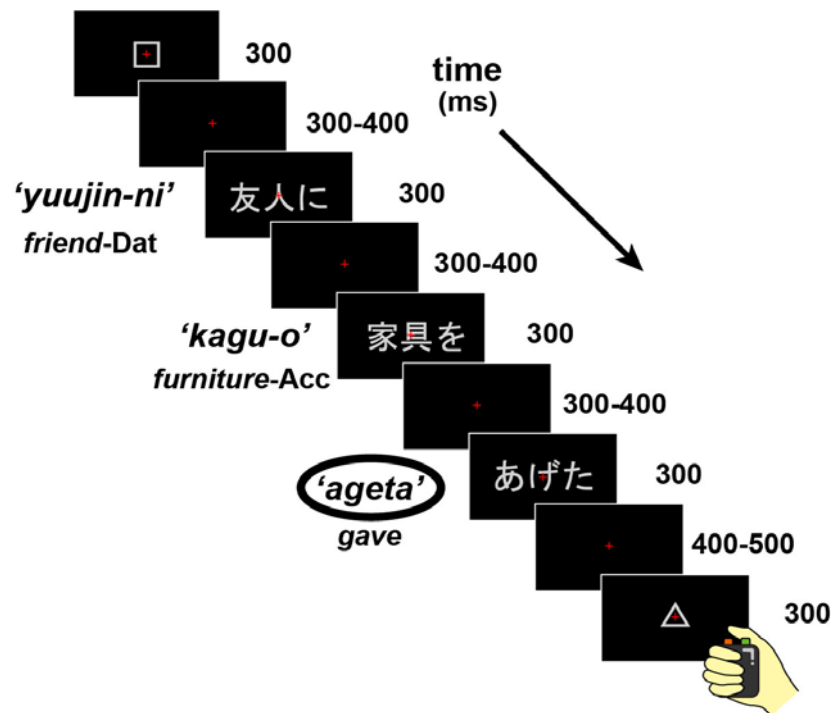 300
time
(ms)
300-400
'yuujin-ni'
friend-Dat
友人に
300
300-400
'kagu-o'
furniture-Acc
家具を
300
300-400
'ageta'
gave
あげた
300
400-500
300